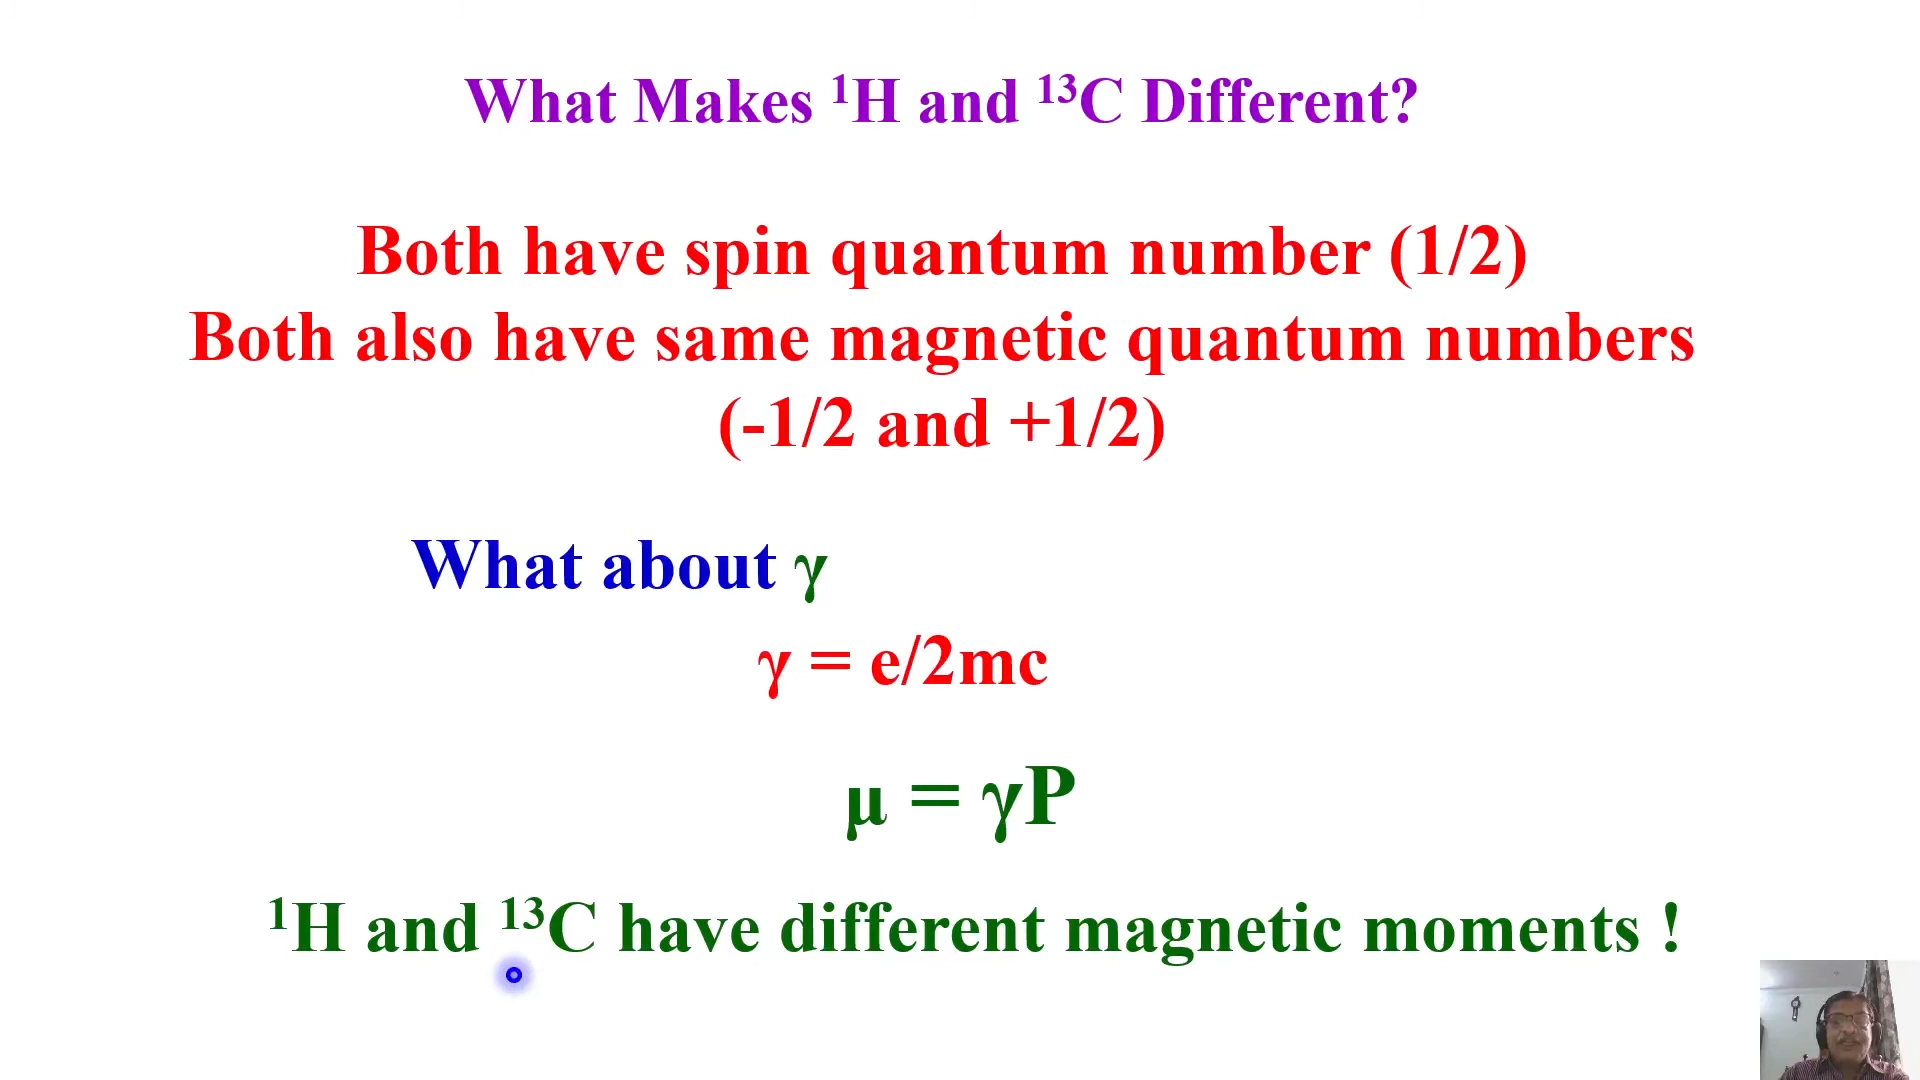 What Makes ¹H and ¹³C Different?
Both have spin quantum number (1/2)
Both also have same magnetic quantum numbers
(-1/2 and +1/2)
What about γ
γ = e/2mc
μ = γP
¹H and ¹³C have different magnetic moments !